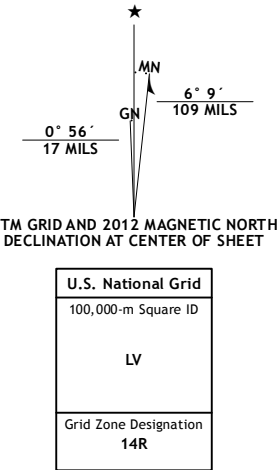 ★
MN
GN
6° 9´
109 MILS
0° 56´
17 MILS
TM GRID AND 2012 MAGNETIC NORTH
DECLINATION AT CENTER OF SHEET
U.S. National Grid
100,000-m Square ID
LV
Grid Zone Designation
14R